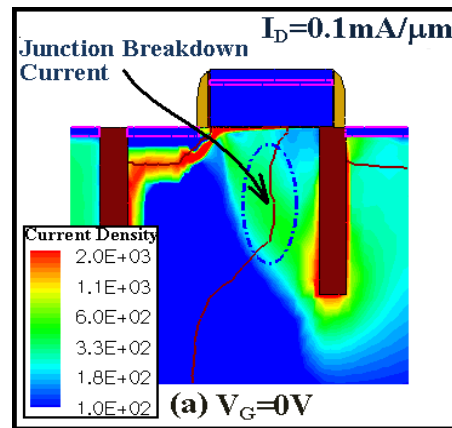 I_D=0.1mA/μm
Junction Breakdown
Current
Current Density
2.0E+03
1.1E+03
6.0E+02
3.3E+02
1.8E+02
1.0E+02
(a) V_G=0V